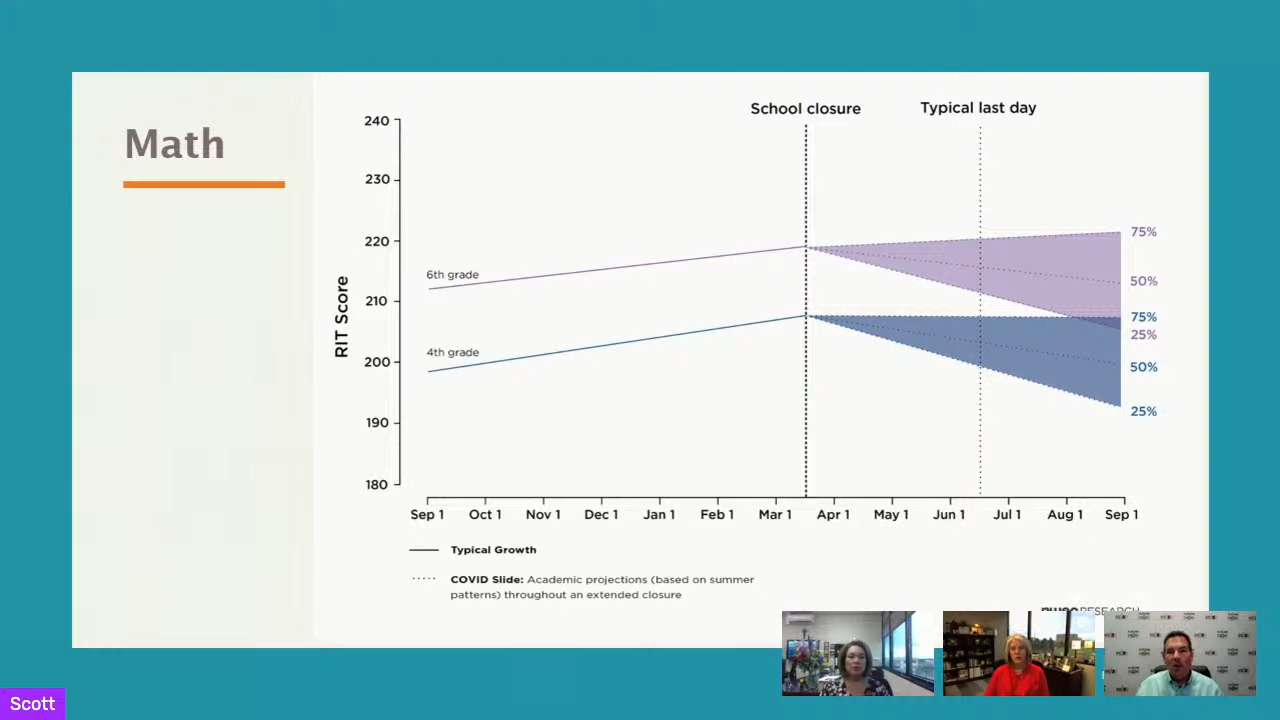 Math
School closure
Typical last day
240
230
220
210
200
190
180
RIT Score
6th grade
4th grade
75%
50%
75%
25%
50%
25%
Sep 1 Oct 1 Nov 1 Dec 1 Jan 1 Feb 1 Mar 1 Apr 1 May 1 Jun 1 Jul 1 Aug 1 Sep 1
Typical Growth
COVID Slide: Academic projections (based on summer
patterns) throughout an extended closure
RESEARCH
Scott